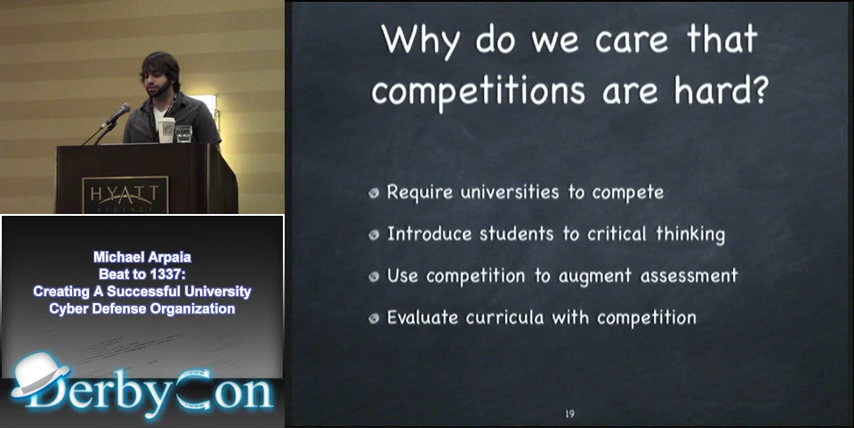 Why do we care that
competitions are hard?
Require universities to compete
Introduce students to critical thinking
Use competition to augment assessment
Evaluate curricula with competition
19
HYATT
Michael Arpaia
Beat to 1337:
Creating A Successful University
Cyber Defense Organization
DerbyCon